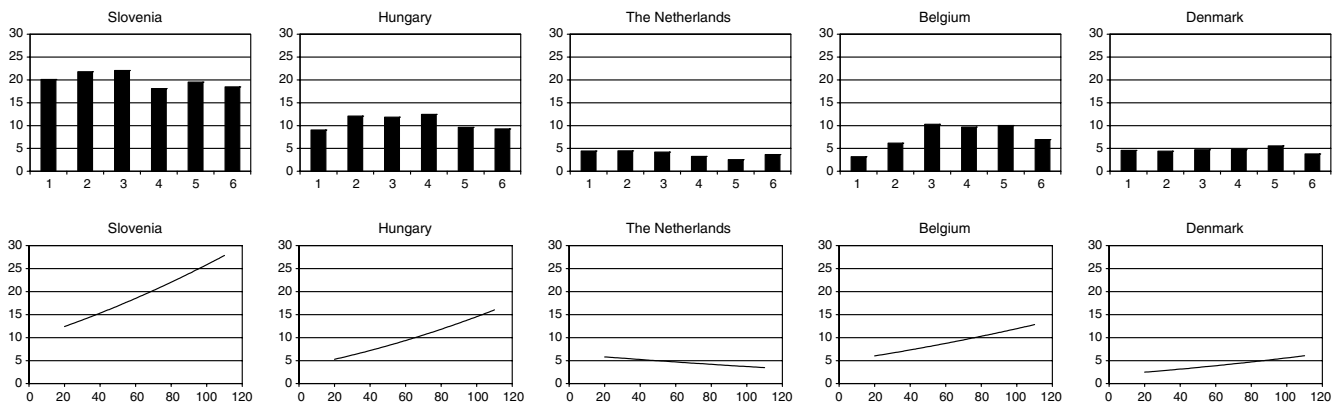 Slovenia Hungary The Netherlands Belgium Denmark
30 30 30 30 30
25 25 25 25 25
20 20 20 20 20
15 15 15 15 15
10 10 10 10 10
5 5 5 5 5
0 0 0 0 0
1 2 3 4 5 6 1 2 3 4 5 6 1 2 3 4 5 6 1 2 3 4 5 6 1 2 3 4 5 6
Slovenia Hungary The Netherlands Belgium Denmark
30 30 30 30 30
25 25 25 25 25
20 20 20 20 20
15 15 15 15 15
10 10 10 10 10
5 5 5 5 5
0 0 0 0 0
0 20 40 60 80 100 120 0 20 40 60 80 100 120 0 20 40 60 80 100 120 0 20 40 60 80 100 120 0 20 40 60 80 100 120